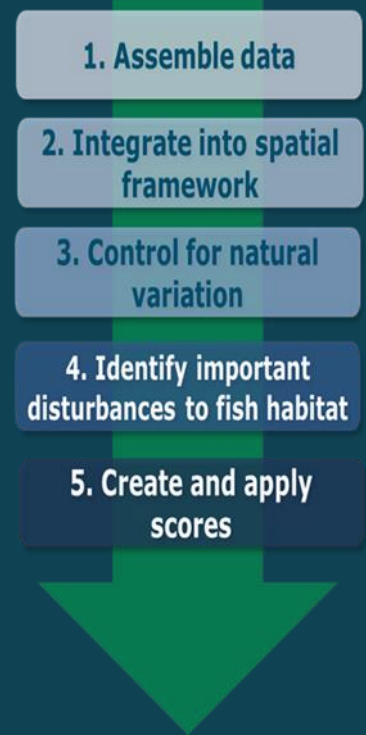 1. Assemble data
2. Integrate into spatial
framework
3. Control for natural
variation
4. Identify important
disturbances to fish habitat
5. Create and apply
scores